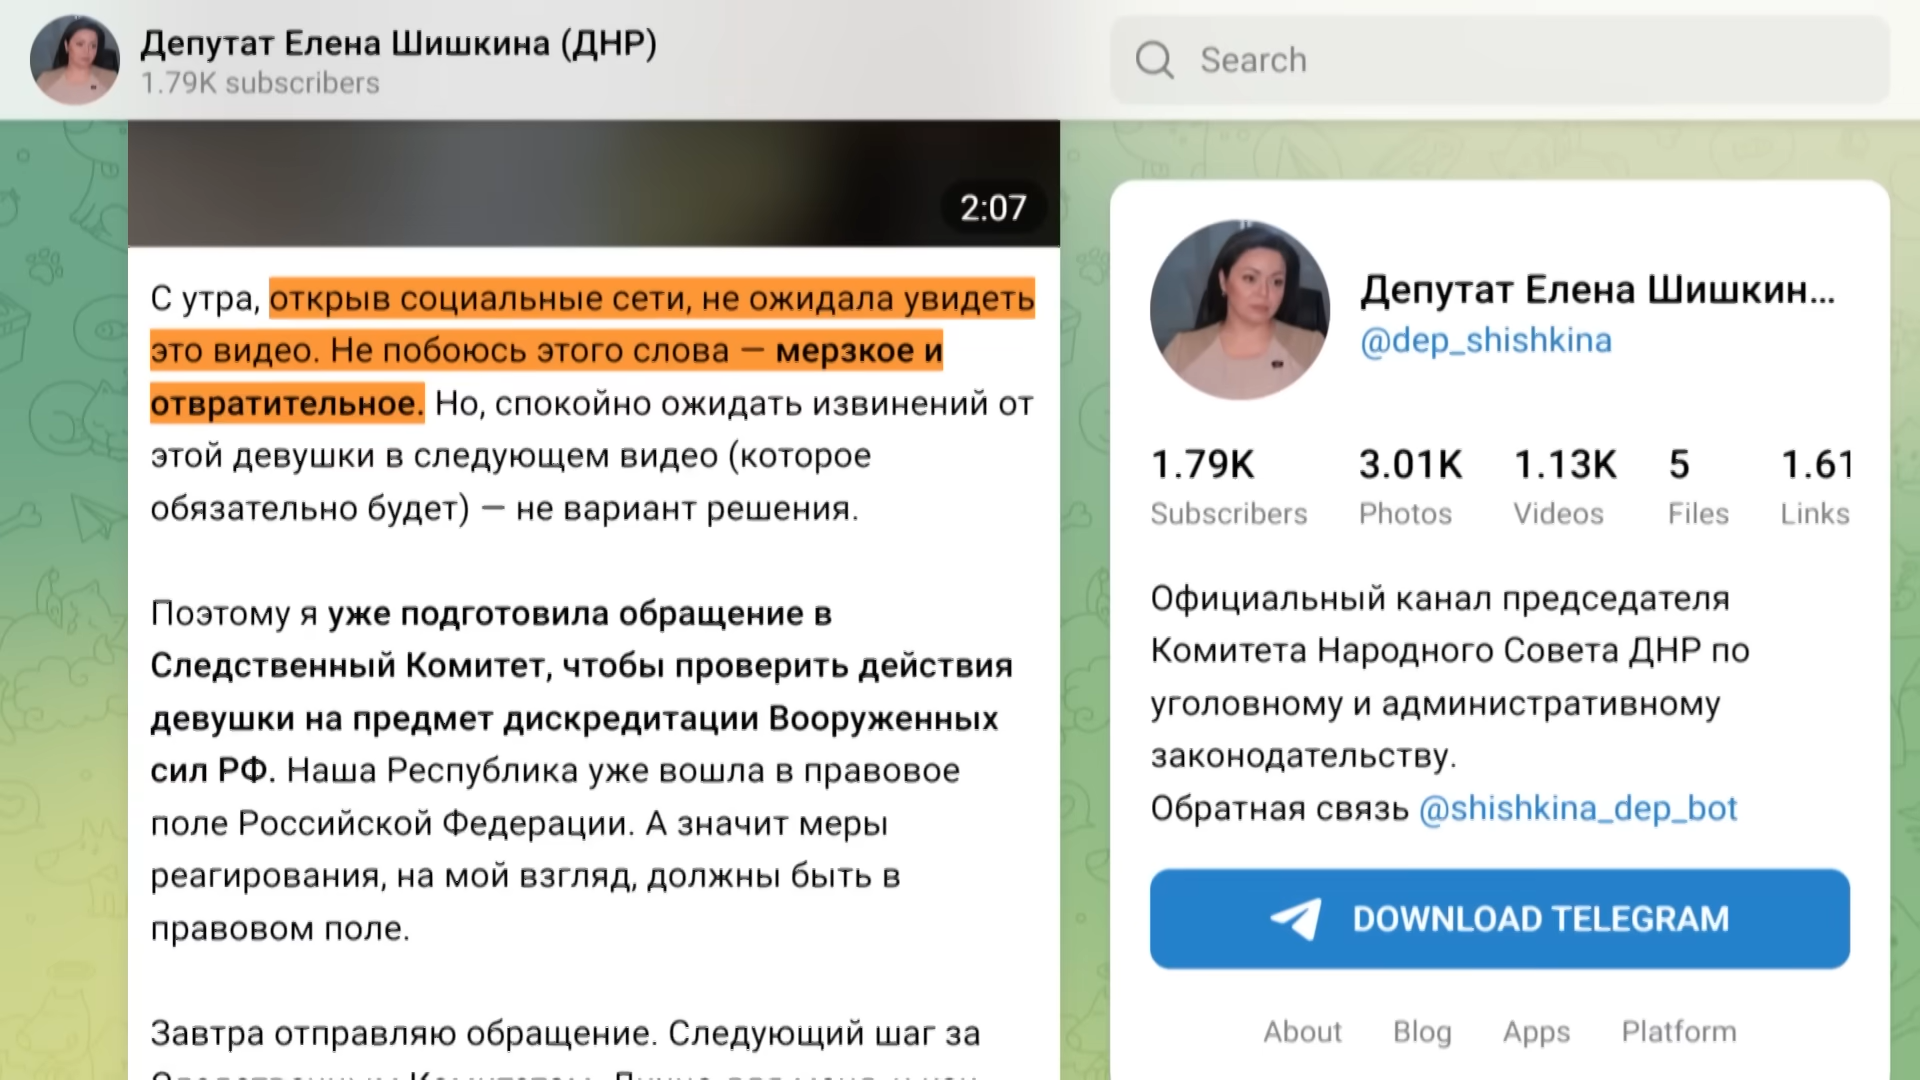 Депутат Елена Шишкина (ДНР)
1.79K subscribers
Search
2:07
С утра, открыв социальные сети, не ожидала увидеть
это видео. Не побоюсь этого слова — мерзкое и
отвратительное. Но, спокойно ожидать извинений от
этой девушки в следующем видео (которое
обязательно будет) — не вариант решения.
Поэтому я уже подготовила обращение в
Следственный Комитет, чтобы проверить действия
девушки на предмет дискредитации Вооруженных
сил РФ. Наша Республика уже вошла в правовое
поле Российской Федерации. А значит меры
реагирования, на мой взгляд, должны быть в
правовом поле.
Завтра отправляю обращение. Следующий шаг за
Депутат Елена Шишкин...
@dep_shishkina
1.79K 3.01K 1.13K 5 1.61
Subscribers Photos Videos Files Links
Официальный канал председателя
Комитета Народного Совета ДНР по
уголовному и административному
законодательству.
Обратная связь @shishkina_dep_bot
DOWNLOAD TELEGRAM
About Blog Apps Platform